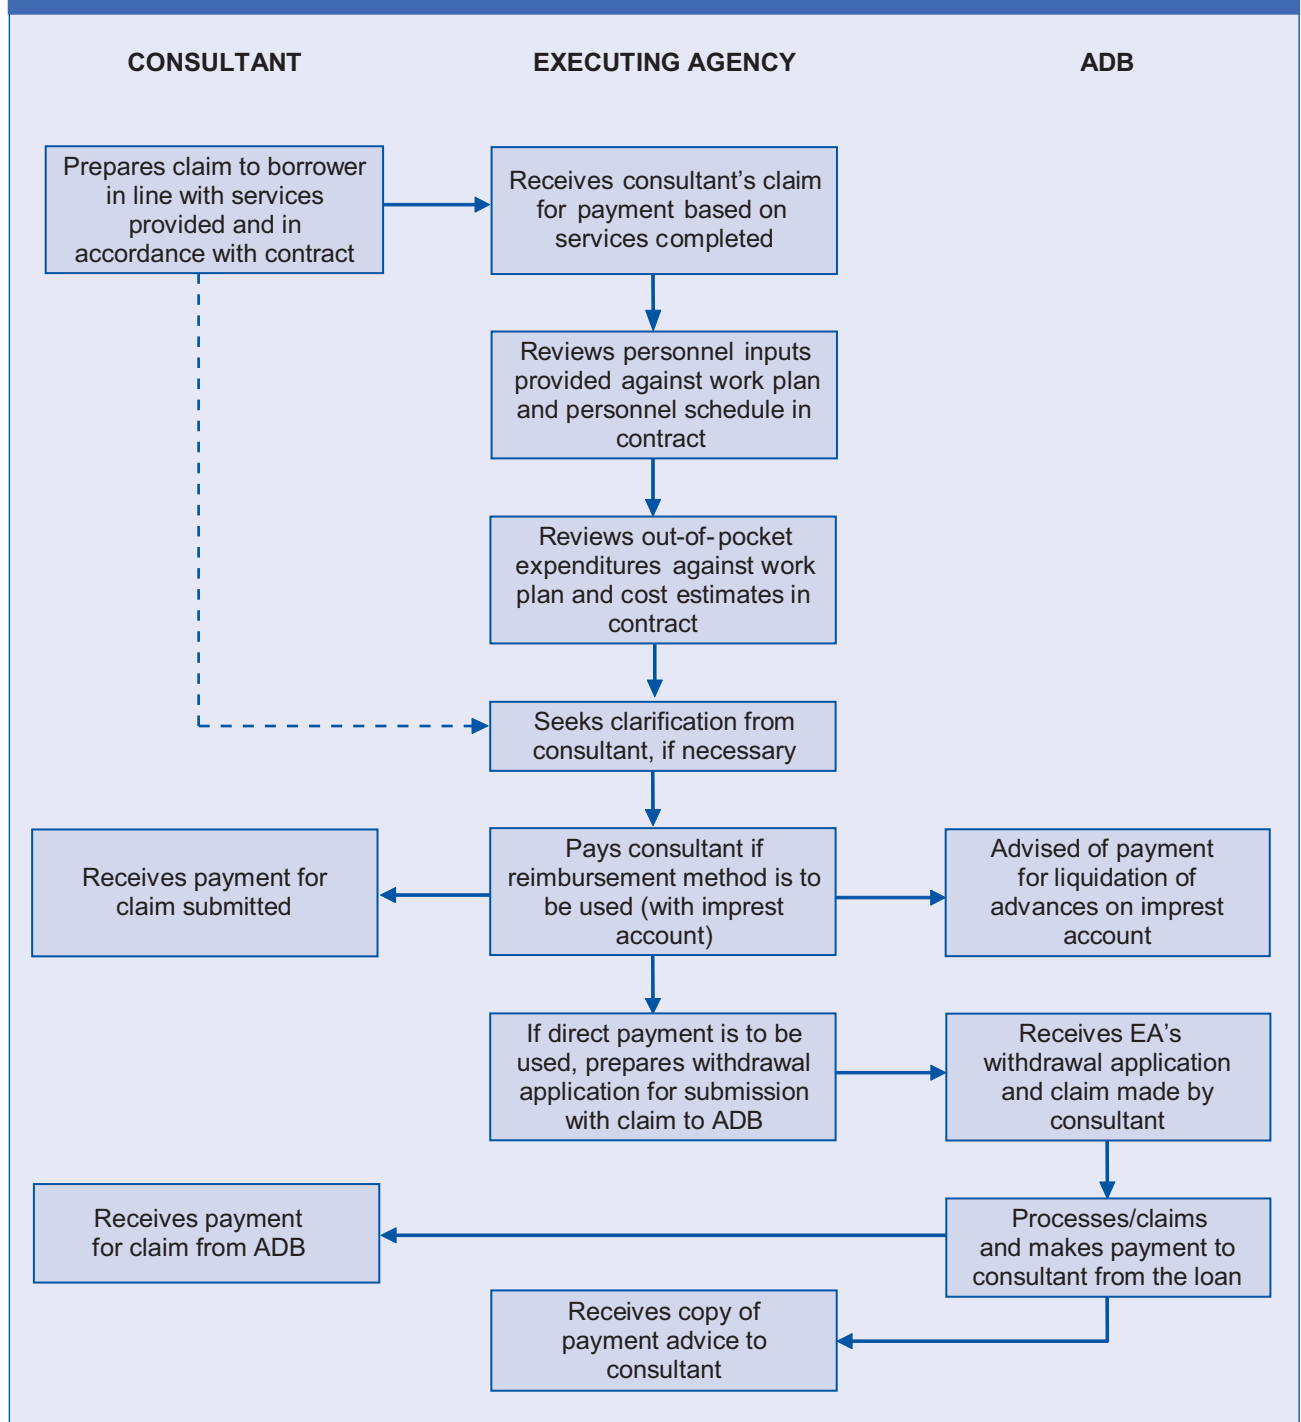 CONSULTANT
EXECUTING AGENCY
ADB
Prepares claim to borrower
in line with services
provided and in
accordance with contract
Receives consultant's claim
for payment based on
services completed
Reviews personnel inputs
provided against work plan
and personnel schedule in
contract
Reviews out-of-pocket
expenditures against work
plan and cost estimates in
contract
Seeks clarification from
consultant, if necessary
Receives payment for
claim submitted
Pays consultant if
reimbursement method is to
be used (with imprest
account)
Advised of payment
for liquidation of
advances on imprest
account
If direct payment is to be
used, prepares withdrawal
application for submission
with claim to ADB
Receives EA's
withdrawal application
and claim made by
consultant
Receives payment
for claim from ADB
Processes/claims
and makes payment to
consultant from the loan
Receives copy of
payment advice to
consultant